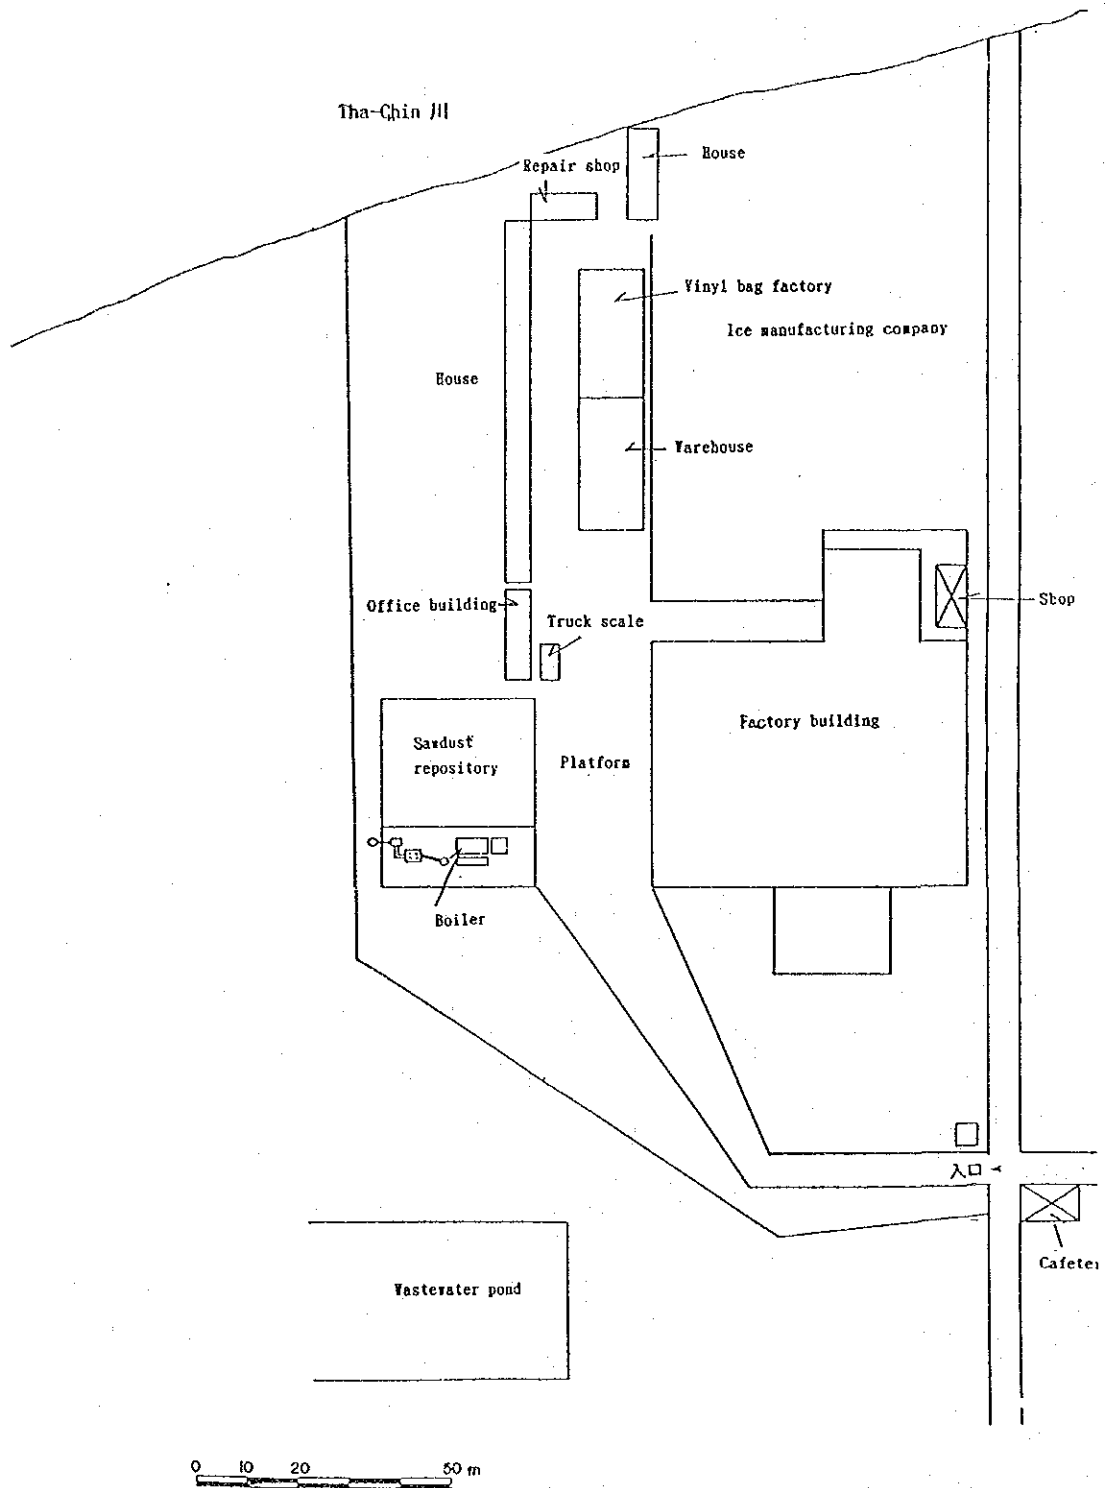 Tha-Chin 川
House
Repair shop
Vinyl bag factory
Ice manufacturing company
House
Warehouse
Office building
Truck scale
Shop
Factory building
Sawdust
repository
Platform
Boiler
入口
Cafeter
Wastewater pond
0 10 20 50 m